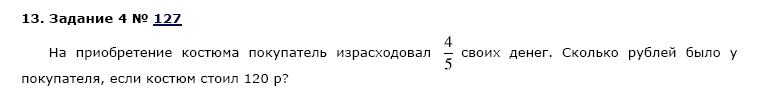 13. Задание 4 № 127
На приобретение костюма покупатель израсходовал 4/5 своих денег. Сколько рублей было у
покупателя, если костюм стоил 120 р?